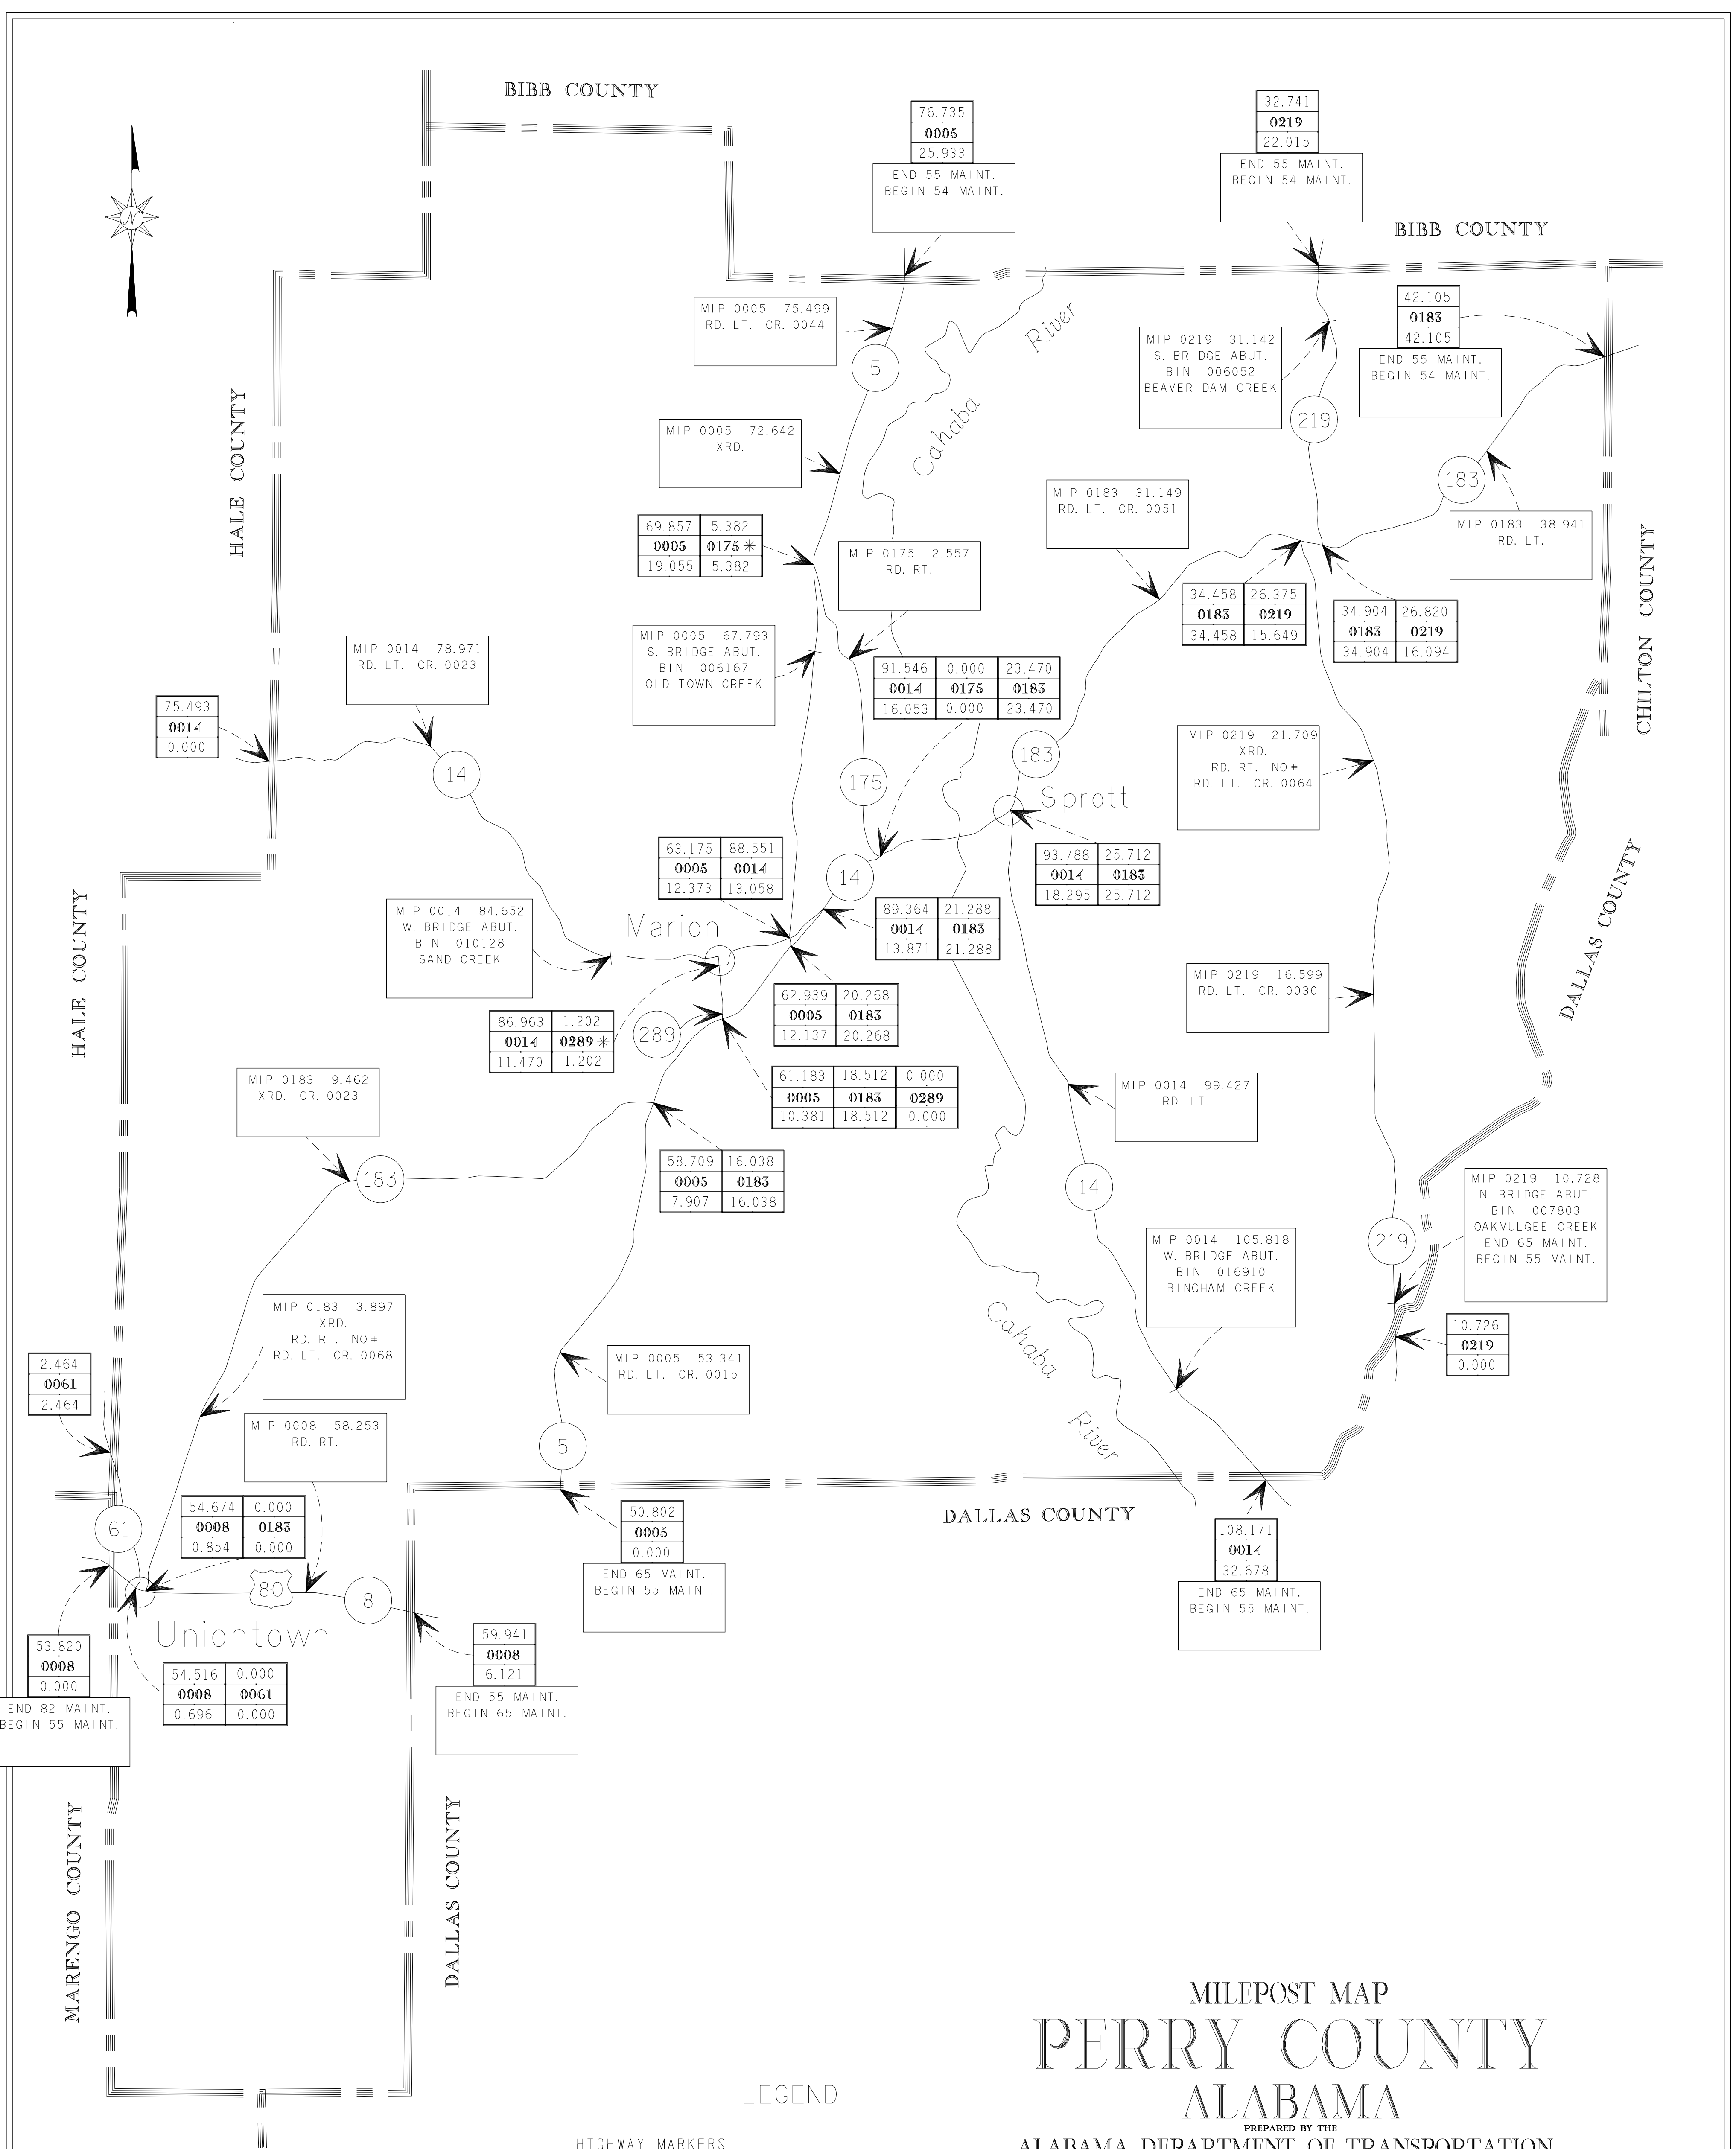 BIBB COUNTY
76.735
0005
25.933
END 55 MAINT.
BEGIN 54 MAINT.
32.741
0219
22.015
END 55 MAINT.
BEGIN 54 MAINT.
N
BIBB COUNTY
MIP 0005 75.499
RD. LT. CR. 0044
5
River
MIP 0219 31.142
S. BRIDGE ABUT.
BIN 006052
BEAVER DAM CREEK
42.105
0183
42.105
END 55 MAINT.
BEGIN 54 MAINT.
HALE COUNTY
MIP 0005 72.642
XRD.
Cahaba
219
183
MIP 0183 31.149
RD. LT. CR. 0051
MIP 0183 38.941
RD. LT.
69.857 5.382
0005 0175 *
19.055 5.382
MIP 0175 2.557
RD. RT.
CHILTON COUNTY
34.458 26.375
0183 0219
34.458 15.649
34.904 26.820
0183 0219
34.904 16.094
MIP 0005 67.793
S. BRIDGE ABUT.
BIN 006167
OLD TOWN CREEK
MIP 0014 78.971
RD. LT. CR. 0023
91.546 0.000 23.470
0014 0175 0183
16.053 0.000 23.470
75.493
0014
0.000
14
175
183
MIP 0219 21.709
XRD.
RD. RT. NO #
RD. LT. CR. 0064
Sprott
63.175 88.551
0005 0014
12.373 13.058
14
93.788 25.712
0014 0183
18.295 25.712
DALLAS COUNTY
HALE COUNTY
MIP 0014 84.652
W. BRIDGE ABUT.
BIN 010128
SAND CREEK
Marion
89.364 21.288
0014 0183
13.871 21.288
MIP 0219 16.599
RD. LT. CR. 0030
62.939 20.268
0005 0183
12.137 20.268
86.963 1.202
0014 0289 *
11.470 1.202
289
MIP 0183 9.462
XRD. CR. 0023
61.183 18.512 0.000
0005 0183 0289
10.381 18.512 0.000
MIP 0014 99.427
RD. LT.
183
58.709 16.038
0005 0183
7.907 16.038
14
MIP 0219 10.728
N. BRIDGE ABUT.
BIN 007803
OAKMULGEE CREEK
END 65 MAINT.
BEGIN 55 MAINT.
219
MIP 0014 105.818
W. BRIDGE ABUT.
BIN 016910
BINGHAM CREEK
MIP 0183 3.897
XRD.
RD. RT. NO #
RD. LT. CR. 0068
Cahaba
10.726
0219
0.000
2.464
0061
2.464
MIP 0005 53.341
RD. LT. CR. 0015
River
MIP 0008 58.253
RD. RT.
5
54.674 0.000
0008 0183
0.854 0.000
61
50.802
0005
0.000
END 65 MAINT.
BEGIN 55 MAINT.
DALLAS COUNTY
108.171
0014
32.678
END 65 MAINT.
BEGIN 55 MAINT.
80
8
Uniontown
53.820
0008
0.000
END 82 MAINT.
BEGIN 55 MAINT.
54.516 0.000
0008 0061
0.696 0.000
59.941
0008
6.121
END 55 MAINT.
BEGIN 65 MAINT.
MARENGO COUNTY
DALLAS COUNTY
MILEPOST MAP
PERRY COUNTY
ALABAMA
PREPARED BY THE
ALABAMA DEPARTMENT OF TRANSPORTATION
LEGEND
HIGHWAY MARKERS